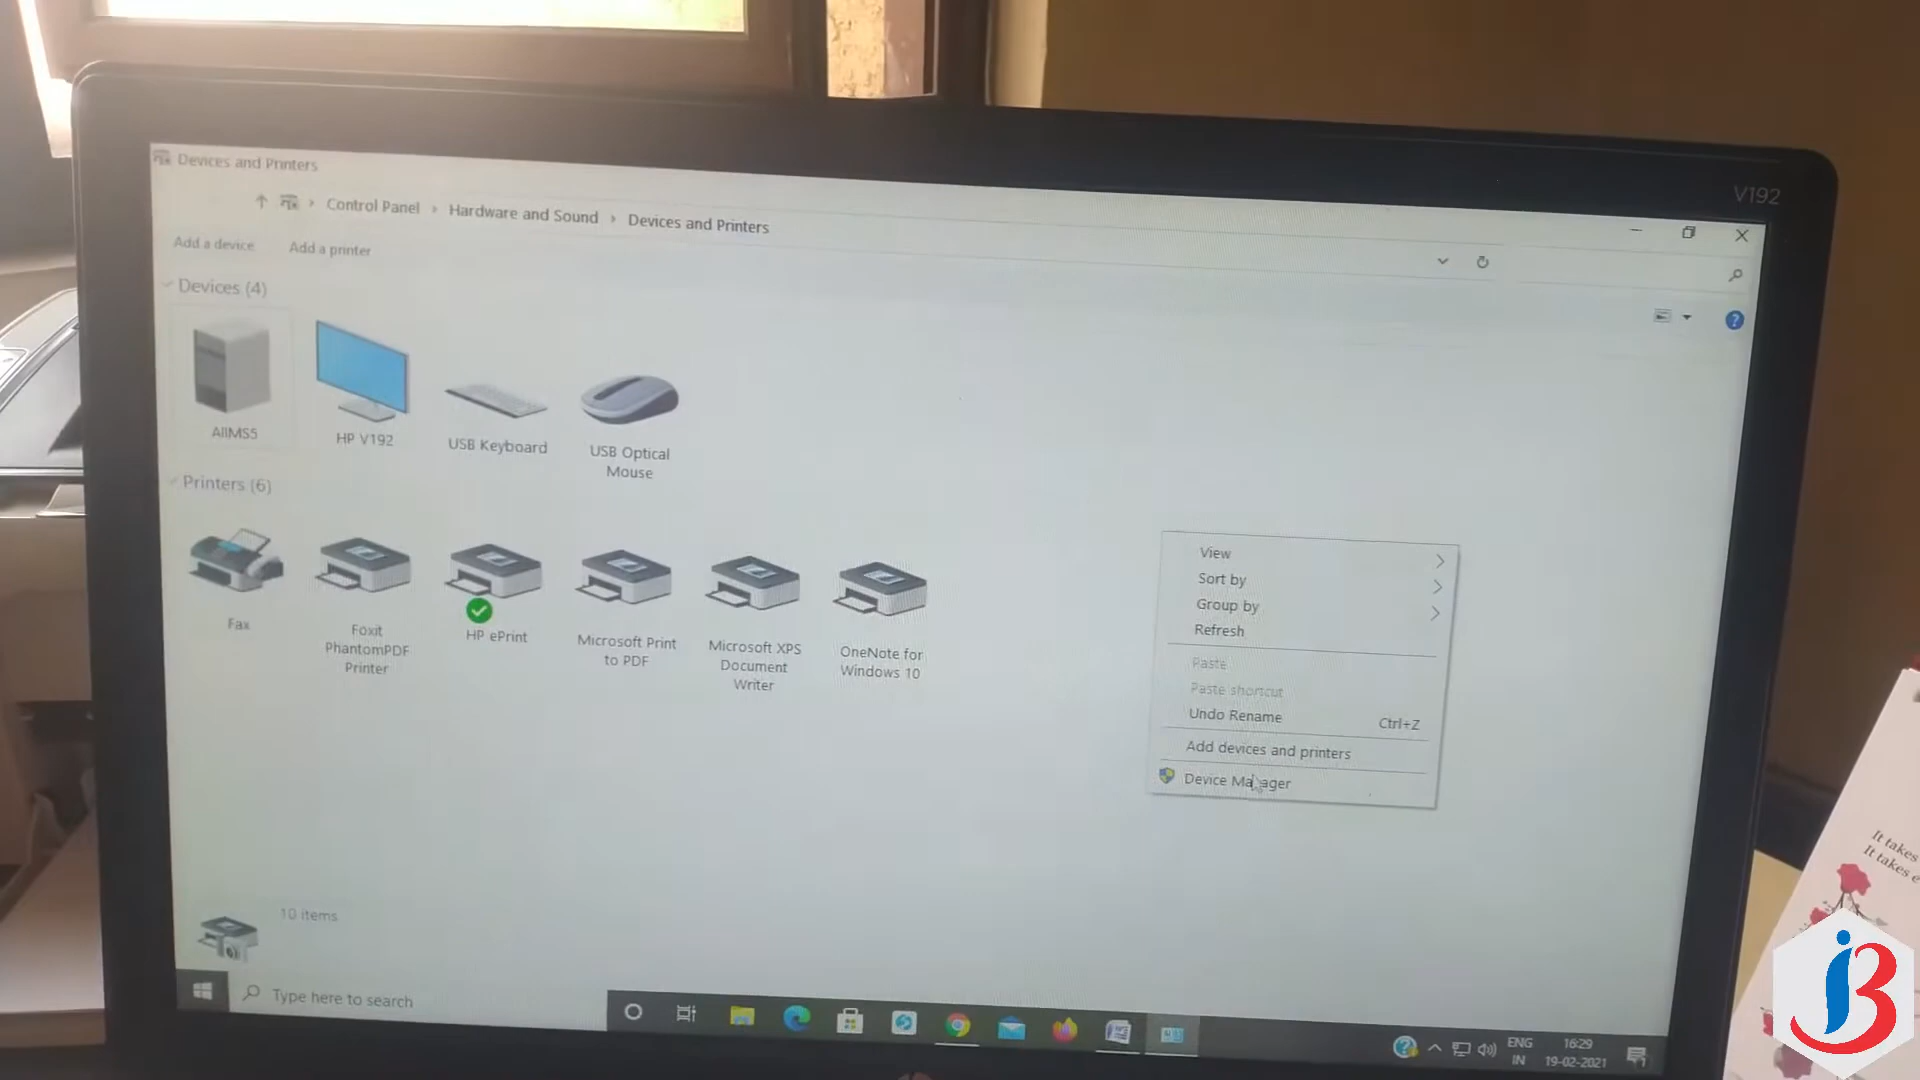 V192
Devices and Printers
Control Panel › Hardware and Sound › Devices and Printers
Add a device
Add a printer
Devices (4)
AIIMS5
HP V192
USB Keyboard
USB Optical
Mouse
Printers (6)
Fax
Foxit
PhantomPDF
Printer
HP ePrint
Microsoft Print
to PDF
Microsoft XPS
Document
Writer
OneNote for
Windows 10
View
Sort by
Group by
Refresh
Paste
Paste shortcut
Undo Rename Ctrl+Z
Add devices and printers
Device Manager
10 items
Type here to search
ENG
IN
16:29
19-02-2021
It takes
It takes